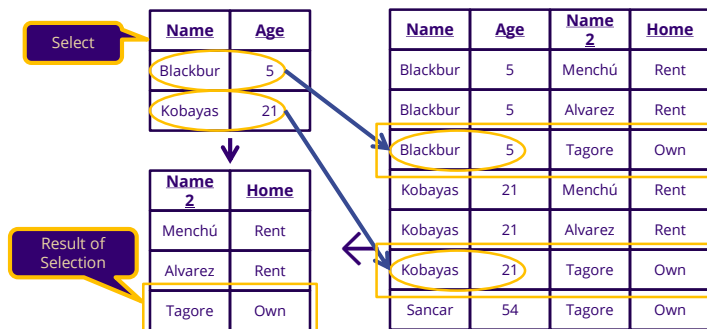 Select
Name Age
Blackbur 5
Kobayas 21
Name
2 Home
Menchú Rent
Alvarez Rent
Tagore Own
Result of
Selection
Name Age Name
2 Home
Blackbur 5 Menchú Rent
Blackbur 5 Alvarez Rent
Blackbur 5 Tagore Own
Kobayas 21 Menchú Rent
Kobayas 21 Alvarez Rent
Kobayas 21 Tagore Own
Sancar 54 Tagore Own